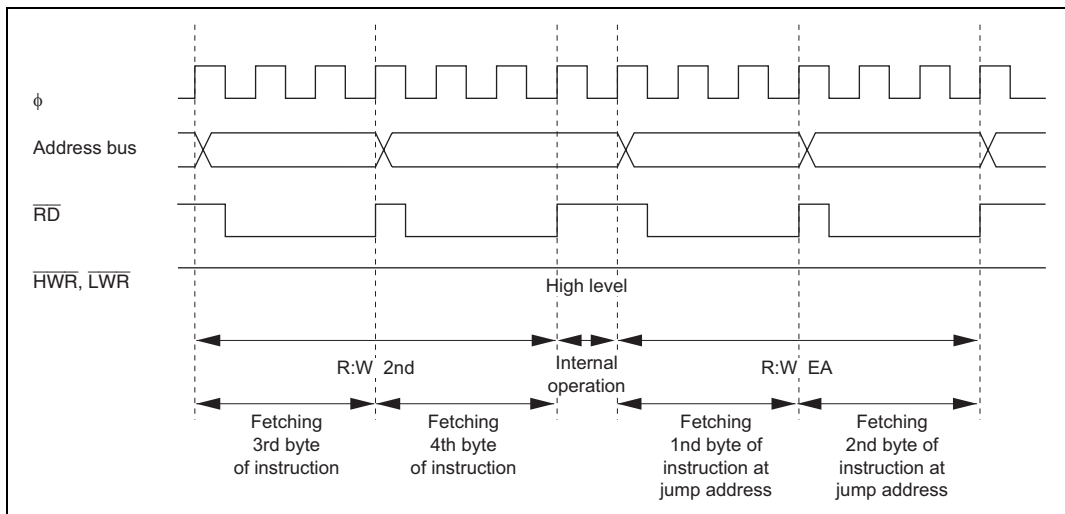 φ
Address bus
RD
HWR, LWR
High level
R:W 2nd
Internal
operation
R:W EA
Fetching
3rd byte
of instruction
Fetching
4th byte
of instruction
Fetching
1nd byte of
instruction at
jump address
Fetching
2nd byte of
instruction at
jump address